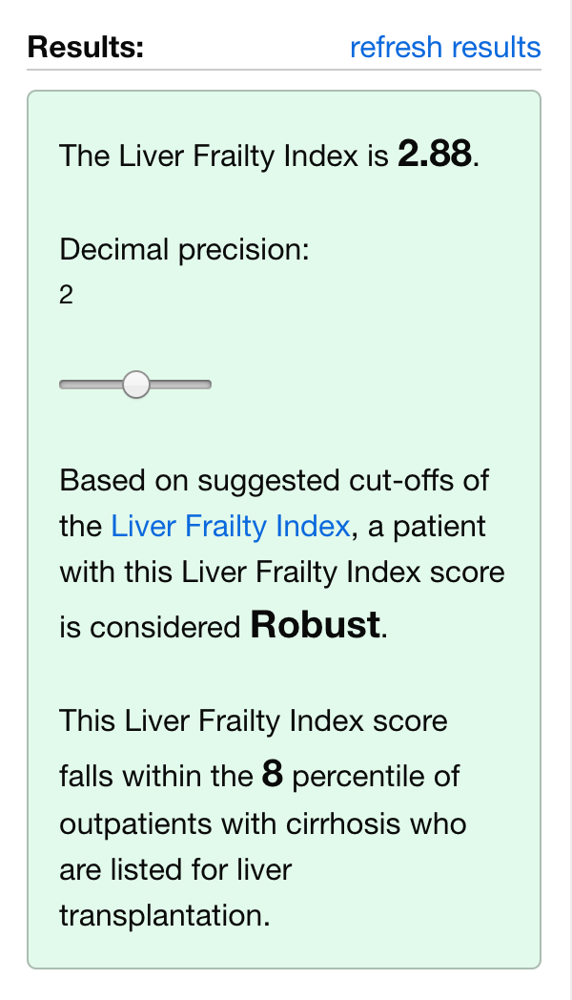 Results:
refresh results
The Liver Frailty Index is 2.88.
Decimal precision:
2
Based on suggested cut-offs of
the Liver Frailty Index, a patient
with this Liver Frailty Index score
is considered Robust.
This Liver Frailty Index score
falls within the 8 percentile of
outpatients with cirrhosis who
are listed for liver
transplantation.